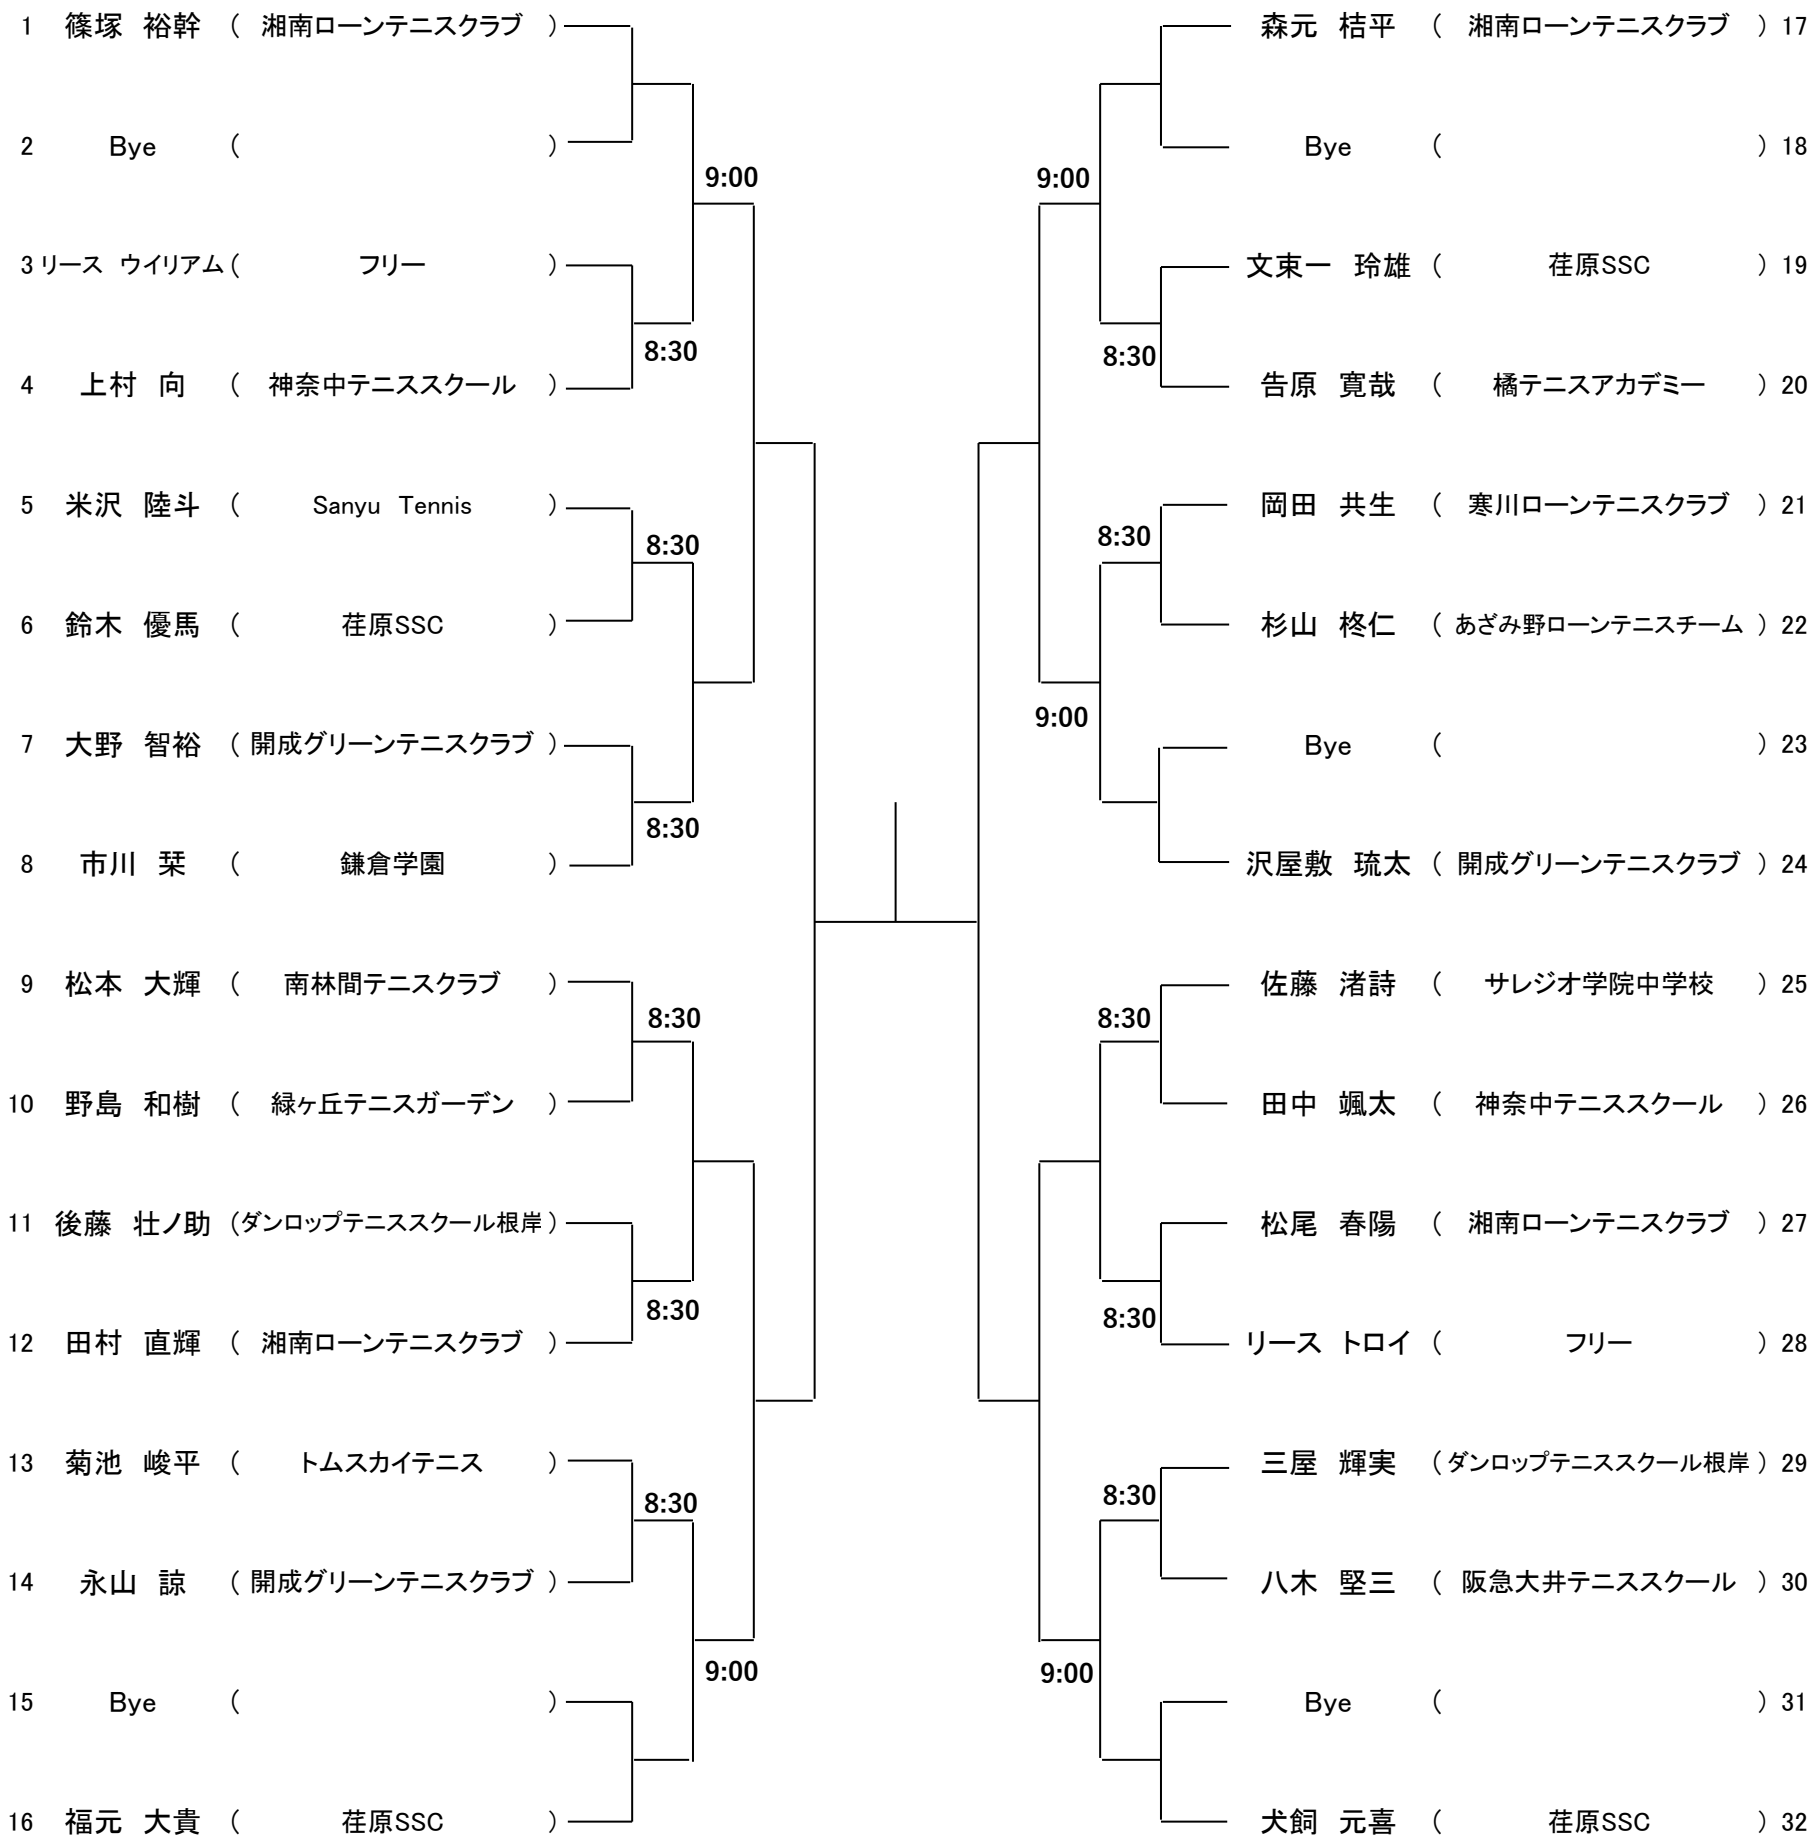 1 篠塚 裕幹 ( 湘南ローンテニスクラブ )
2 Bye ( )
9:00
3 リース ウイリアム ( フリー )
8:30
4 上村 向 ( 神奈中テニススクール )
5 米沢 陸斗 ( Sanyu Tennis )
8:30
6 鈴木 優馬 ( 荏原SSC )
7 大野 智裕 ( 開成グリーンテニスクラブ )
8:30
8 市川 栞 ( 鎌倉学園 )
9 松本 大輝 ( 南林間テニスクラブ )
8:30
10 野島 和樹 ( 緑ヶ丘テニスガーデン )
11 後藤 壮ノ助 ( ダンロップテニススクール根岸 )
8:30
12 田村 直輝 ( 湘南ローンテニスクラブ )
13 菊池 峻平 ( トムスカイテニス )
8:30
14 永山 諒 ( 開成グリーンテニスクラブ )
9:00
15 Bye ( )
16 福元 大貴 ( 荏原SSC )
森元 桔平 ( 湘南ローンテニスクラブ ) 17
Bye ( ) 18
9:00
文束一 玲雄 ( 荏原SSC ) 19
8:30
告原 寛哉 ( 橘テニスアカデミー ) 20
岡田 共生 ( 寒川ローンテニスクラブ ) 21
8:30
杉山 柊仁 ( あざみ野ローンテニスチーム ) 22
9:00
Bye ( ) 23
沢屋敷 琉太 ( 開成グリーンテニスクラブ ) 24
佐藤 渚詩 ( サレジオ学院中学校 ) 25
8:30
田中 颯太 ( 神奈中テニススクール ) 26
松尾 春陽 ( 湘南ローンテニスクラブ ) 27
8:30
リース トロイ ( フリー ) 28
三屋 輝実 ( ダンロップテニススクール根岸 ) 29
8:30
八木 堅三 ( 阪急大井テニススクール ) 30
9:00
Bye ( ) 31
犬飼 元喜 ( 荏原SSC ) 32